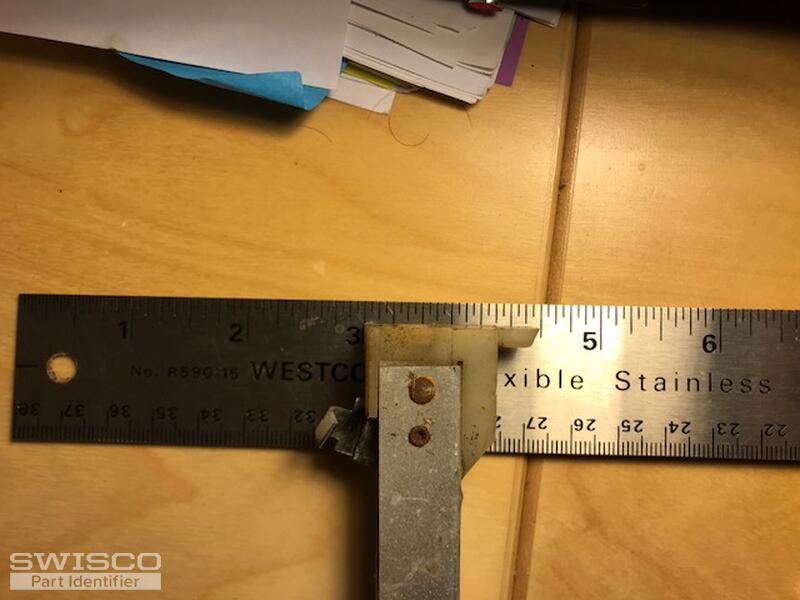 1 2 3 5 6
No. R590-15 WESTCO xible Stainless
38 37 36 35 34 33 32 27 26 25 24 23 22
SWISCO
Part Identifier